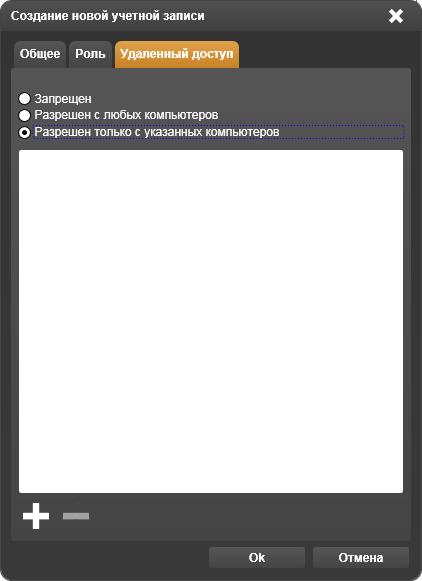 Создание новой учетной записи
Общее Роль Удаленный доступ
Запрещен
Разрешен с любых компьютеров
Разрешен только с указанных компьютеров
Ok Отмена